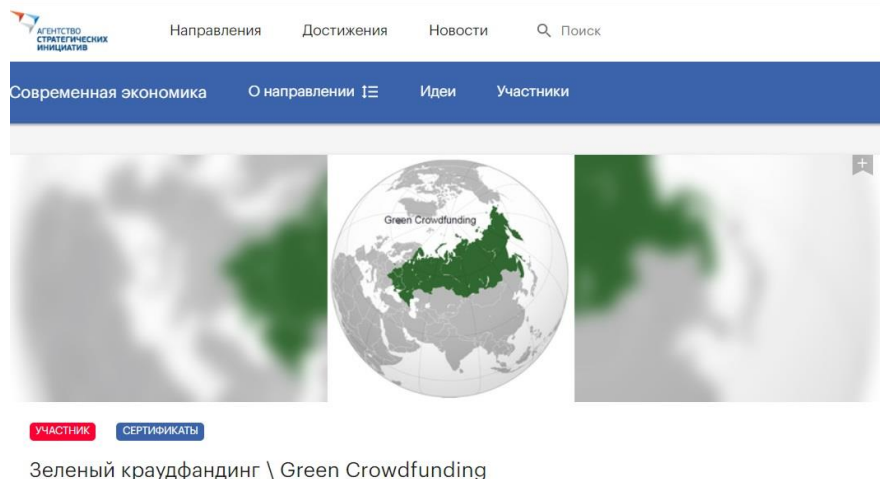 АГЕНТСТВО
СТРАТЕГИЧЕСКИХ
ИНИЦИАТИВ
Направления Достижения Новости Поиск
Современная экономика О направлении Идеи Участники
Green Crowdfunding
УЧАСТНИК СЕРТИФИКАТЫ
Зеленый краудфандинг \ Green Crowdfunding